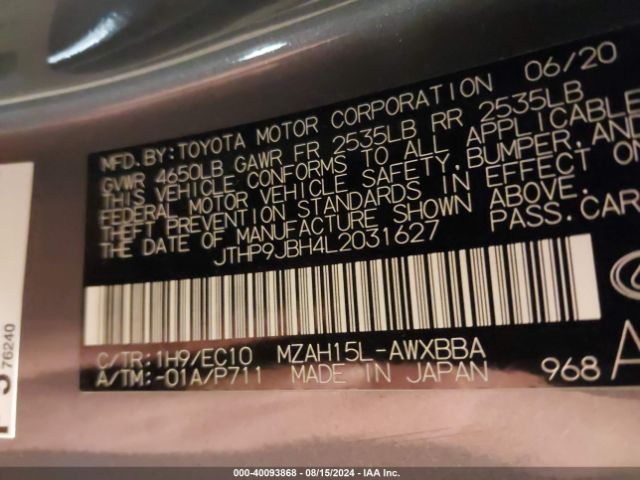 06/20
MFD. BY: TOYOTA MOTOR CORPORATION
GVWR 4650LB GAWR FR 2535LB RR 2535LB
THIS VEHICLE CONFORMS TO ALL APPLICABLE
FEDERAL MOTOR VEHICLE SAFETY, BUMPER, AND
THEFT PREVENTION STANDARDS IN EFFECT ON
THE DATE OF MANUFACTURE SHOWN ABOVE.
JTHP9JBH4L2031627 PASS. CAR
C/TR: 1H9/EC10 MZAH15L-AWXBBA
A/TM: -01A/P711 MADE IN JAPAN 968
76240
000-40093868 - 08/15/2024 - IAA Inc.